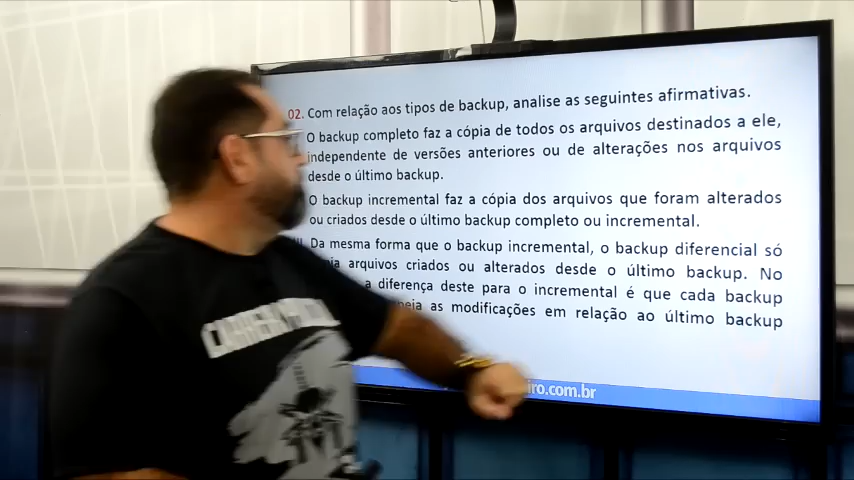 02. Com relação aos tipos de backup, analise as seguintes afirmativas.
O backup completo faz a cópia de todos os arquivos destinados a ele,
independente de versões anteriores ou de alterações nos arquivos
desde o último backup.
O backup incremental faz a cópia dos arquivos que foram alterados
ou criados desde o último backup completo ou incremental.
Da mesma forma que o backup incremental, o backup diferencial só
arquivos criados ou alterados desde o último backup. No
a diferença deste para o incremental é que cada backup
as modificações em relação ao último backup
iro.com.br